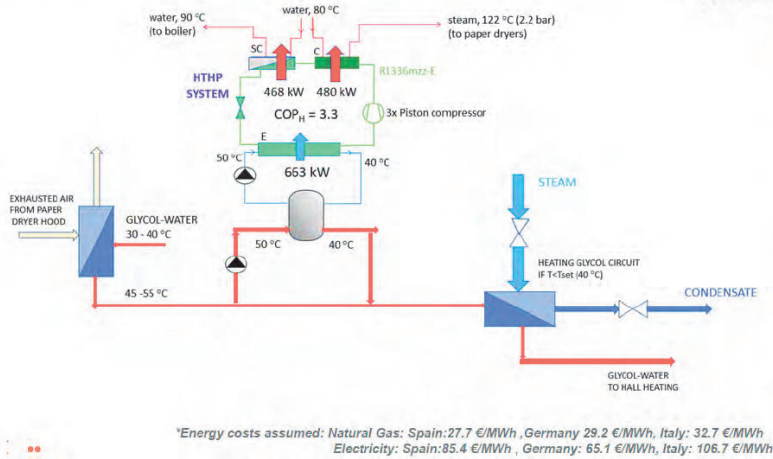 water, 90 °C
(to boiler)
water, 80 °C
steam, 122 °C (2.2 bar)
(to paper dryers)
SC
C
R1336mzz-E
HTHP
SYSTEM
468 kW
480 kW
COPH = 3.3
3x Piston compressor
E
50 °C
40 °C
663 kW
EXHAUSTED AIR
FROM PAPER
DRYER HOOD
GLYCOL-WATER
30 - 40 °C
50 °C
40 °C
45 -55 °C
STEAM
HEATING GLYCOL CIRCUIT
IF T<Tset (40 °C)
CONDENSATE
GLYCOL-WATER
TO HALL HEATING
*Energy costs assumed: Natural Gas: Spain:27.7 €/MWh ,Germany 29.2 €/MWh, Italy: 32.7 €/MWh
Electricity: Spain:85.4 €/MWh , Germany: 65.1 €/MWh, Italy: 106.7 €/MWh